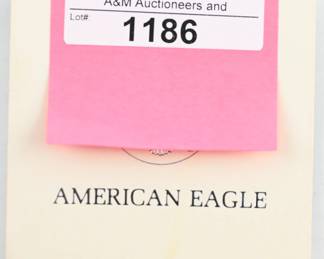 A&M Auctioneers and
Lot#
1186
AMERICAN EAGLE